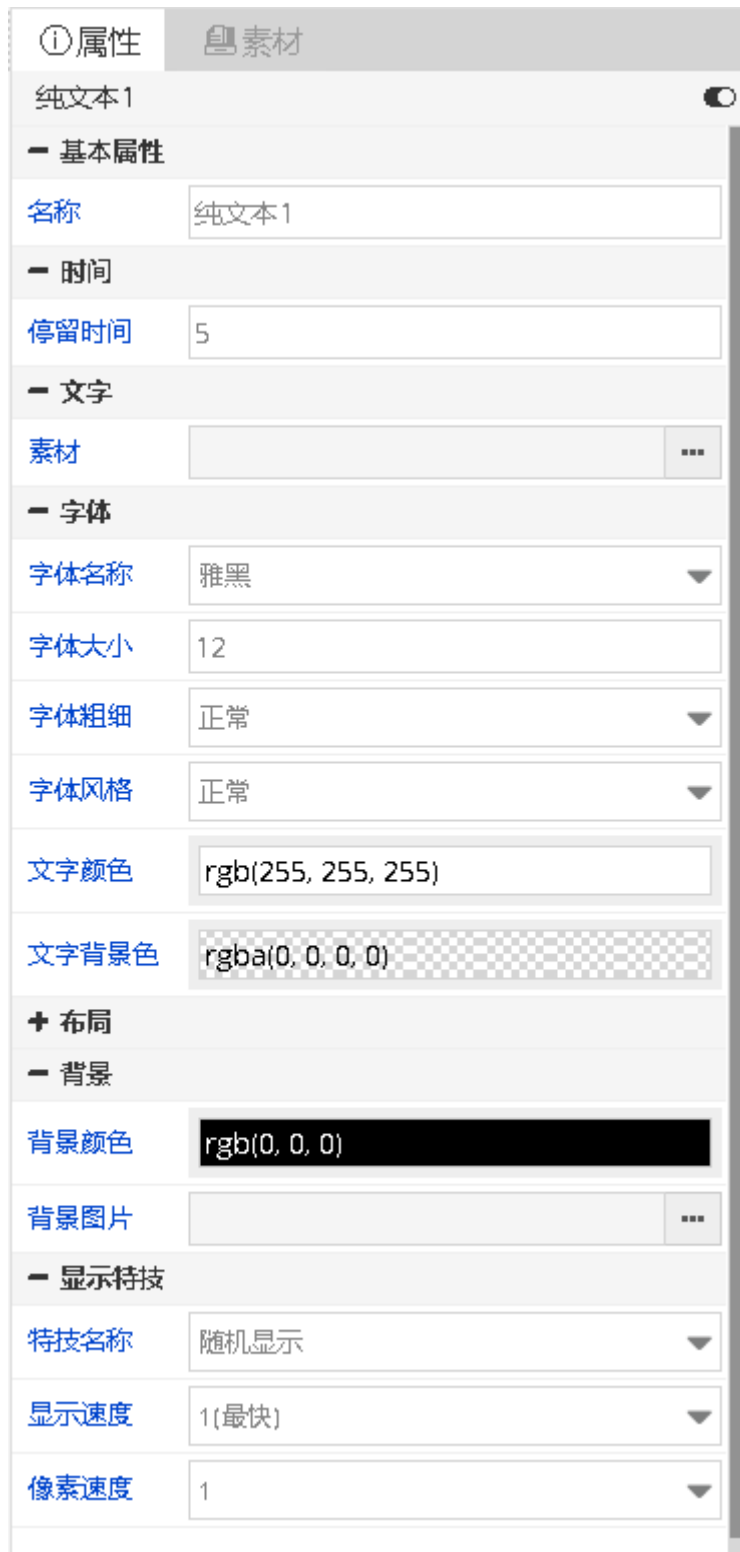 属性 素材
纯文本1
基本属性
名称 纯文本1
时间
停留时间 5
文字
素材
字体
字体名称 雅黑
字体大小 12
字体粗细 正常
字体风格 正常
文字颜色 rgb(255, 255, 255)
文字背景色 rgba(0, 0, 0, 0)
布局
背景
背景颜色 rgb(0, 0, 0)
背景图片
显示特技
特技名称 随机显示
显示速度 1(最快)
像素速度 1